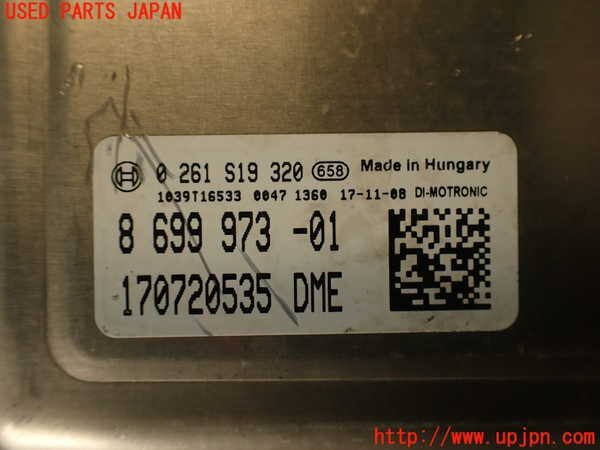 USED PARTS JAPAN
0 261 S19 320 658 Made in Hungary
1039T16533 0047 1360 17-11-08 DI-MOTRONIC
8 699 973 -01
170720535 DME
http://www.upjpn.com/